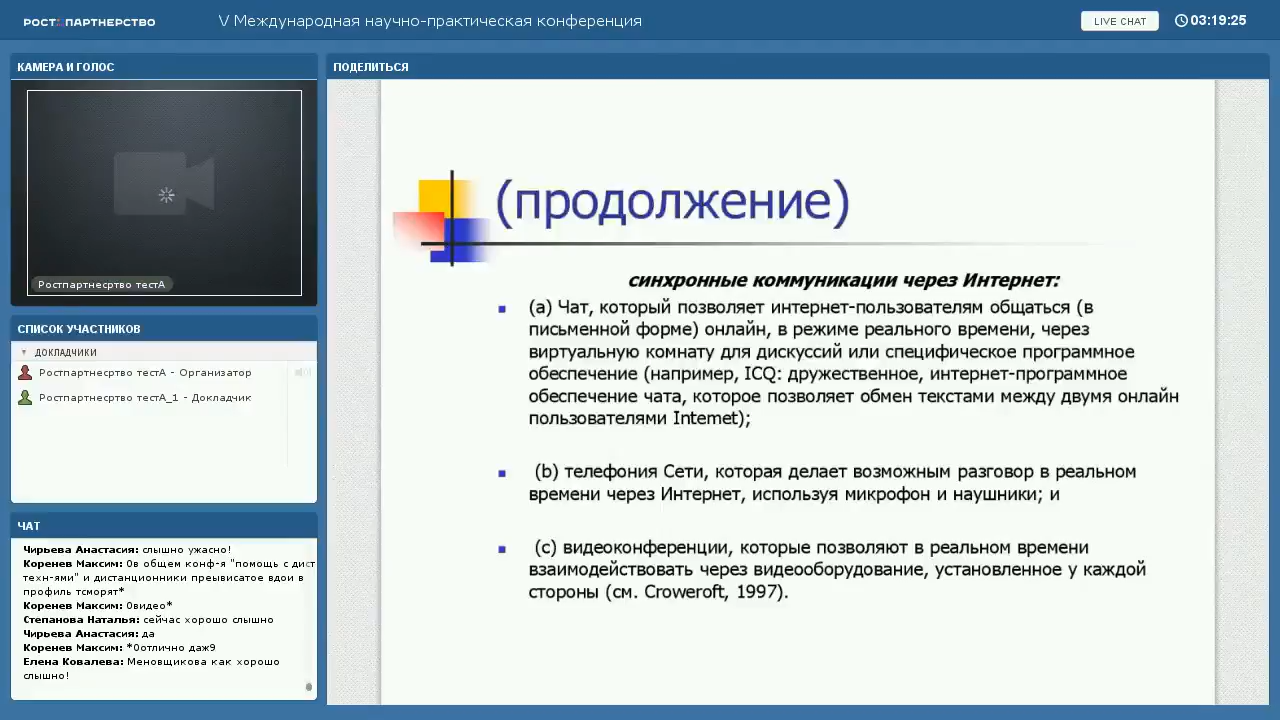 РОСТ ПАРТНЕРСТВО
V Международная научно-практическая конференция
LIVE CHAT
03:19:25
КАМЕРА И ГОЛОС
Ростпартнесртво тестА
СПИСОК УЧАСТНИКОВ
ДОКЛАДЧИКИ
Ростпартнесртво тестА - Организатор
Ростпартнесртво тестА_1 - Докладчик
ЧАТ
Чирьева Анастасия: слышно ужасно!
Коренев Максим: 0в общем конф-я "помощь с дист
техн-ями" и дистанционники преывисатое вдои в
профиль тсморят*
Коренев Максим: 0видео*
Степанова Наталья: сейчас хорошо слышно
Чирьева Анастасия: да
Коренев Максим: *0отлично даж9
Елена Ковалева: Меновщикова как хорошо
слышно!
ПОДЕЛИТЬСЯ
(продолжение)
синхронные коммуникации через Интернет:
(a) Чат, который позволяет интернет-пользователям общаться (в
письменной форме) онлайн, в режиме реального времени, через
виртуальную комнату для дискуссий или специфическое программное
обеспечение (например, ICQ: дружественное, интернет-программное
обеспечение чата, которое позволяет обмен текстами между двумя онлайн
пользователями Internet);
(b) телефония Сети, которая делает возможным разговор в реальном
времени через Интернет, используя микрофон и наушники; и
(c) видеоконференции, которые позволяют в реальном времени
взаимодействовать через видеооборудование, установленное у каждой
стороны (см. Croweroft, 1997).